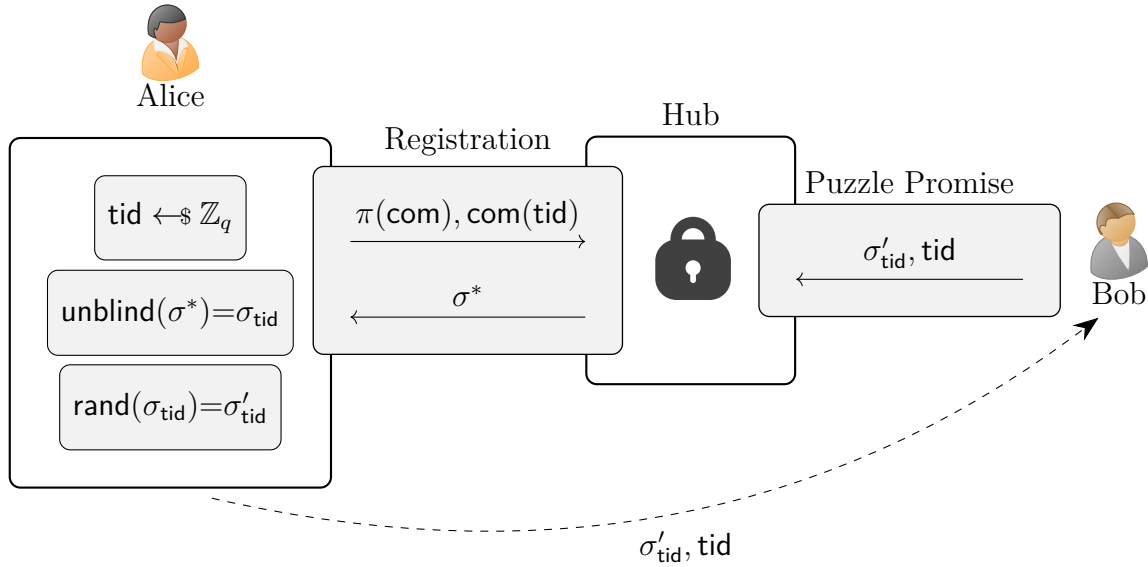 Alice
Registration
Hub
Puzzle Promise
tid ←$ ℤ_q
π(com), com(tid)
σ′_tid, tid
unblind(σ*)=σ_tid
σ*
Bob
rand(σ_tid)=σ′_tid
σ′_tid, tid